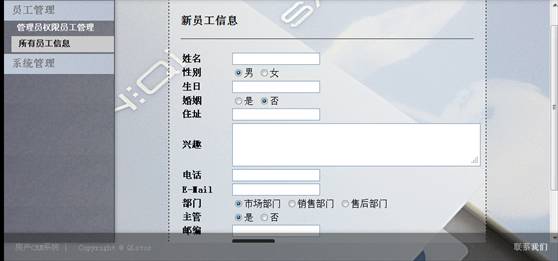 员工管理
管理员权限员工管理
所有员工信息
系统管理
新员工信息
姓名
性别 男 女
生日
婚姻 是 否
住址
兴趣
电话
E-Mail
部门 市场部门 销售部门 售后部门
主管 是 否
邮编
客户CRM系统 | Copyright ©
联系我们